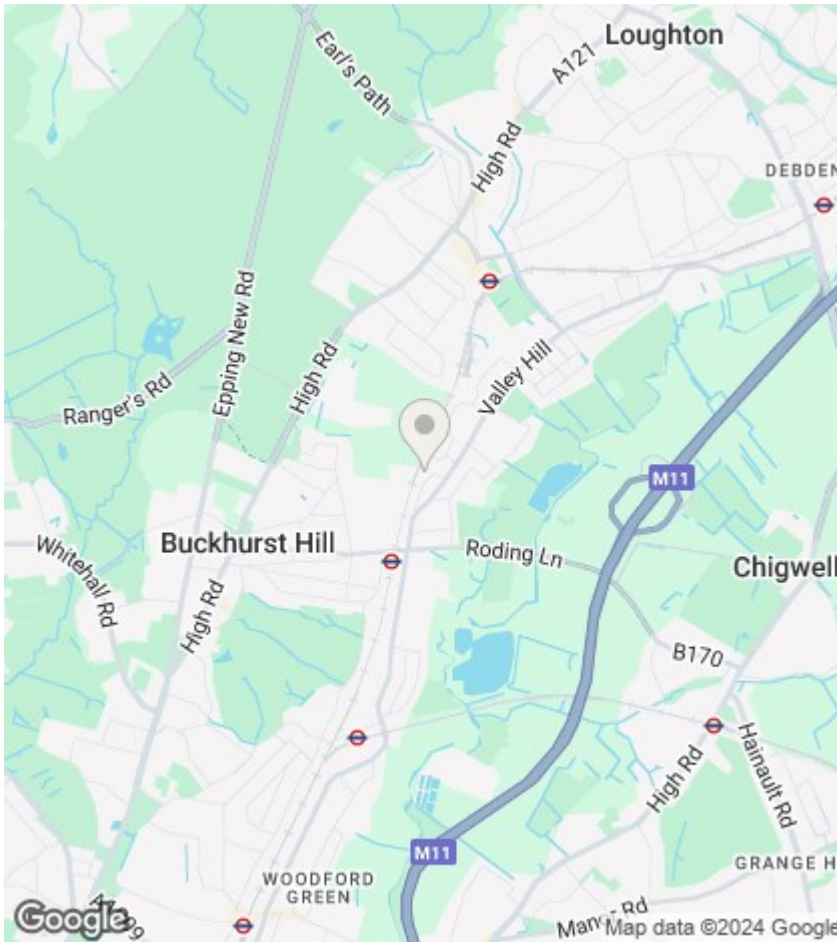 Loughton
A121
Earl's Path
High Rd
DEBDEN
Epping New Rd
High Rd
Valley Hill
Ranger's Rd
M11
Buckhurst Hill
Roding Ln
Whitehall Rd
Chigwell
High Rd
B170
Hainault Rd
High Rd
M11
GRANGE H
WOODFORD
GREEN
Manor Rd
Google
Map data ©2024 Google